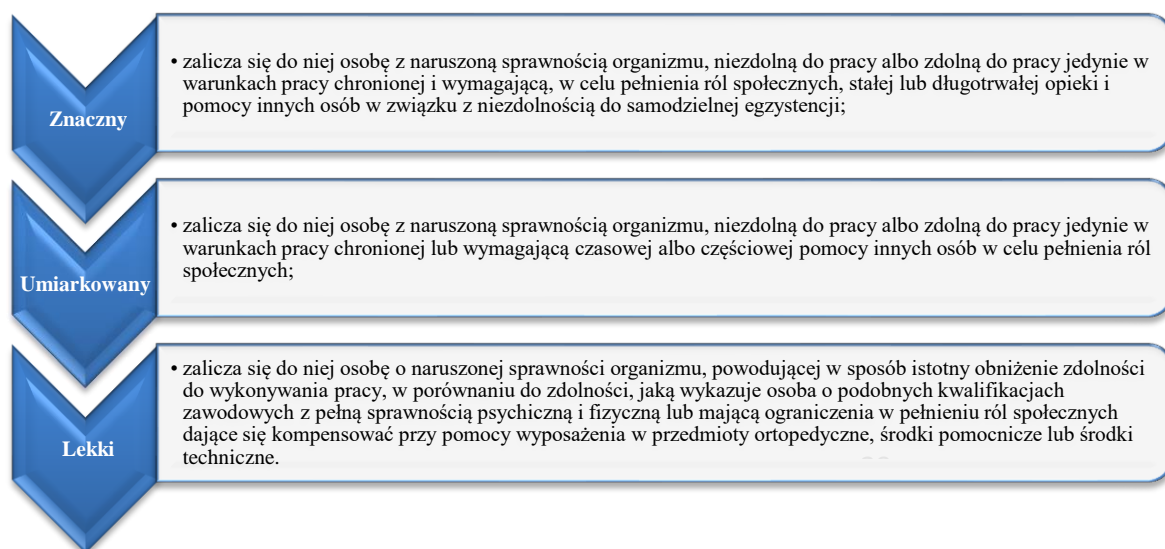 Znaczny
• zalicza się do niej osobę z naruszoną sprawnością organizmu, niezdolną do pracy albo zdolną do pracy jedynie w
warunkach pracy chronionej i wymagającą, w celu pełnienia ról społecznych, stałej lub długotrwałej opieki i
pomocy innych osób w związku z niezdolnością do samodzielnej egzystencji;
Umiarkowany
• zalicza się do niej osobę z naruszoną sprawnością organizmu, niezdolną do pracy albo zdolną do pracy jedynie w
warunkach pracy chronionej lub wymagającą czasowej albo częściowej pomocy innych osób w celu pełnienia ról
społecznych;
Lekki
• zalicza się do niej osobę o naruszonej sprawności organizmu, powodującej w sposób istotny obniżenie zdolności
do wykonywania pracy, w porównaniu do zdolności, jaką wykazuje osoba o podobnych kwalifikacjach
zawodowych z pełną sprawnością psychiczną i fizyczną lub mającą ograniczenia w pełnieniu ról społecznych
dające się kompensować przy pomocy wyposażenia w przedmioty ortopedyczne, środki pomocnicze lub środki
techniczne.